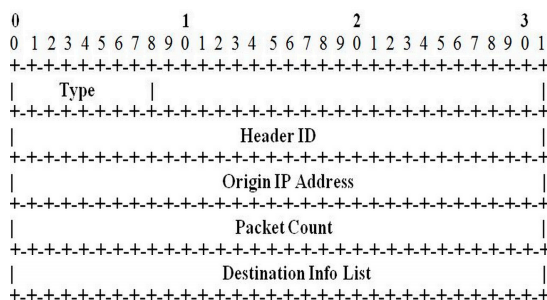 0 1 2 3
0 1 2 3 4 5 6 7 8 9 0 1 2 3 4 5 6 7 8 9 0 1 2 3 4 5 6 7 8 9 0 1
+-+-+-+-+-+-+-+-+-+-+-+-+-+-+-+-+-+-+-+-+-+-+-+-+-+-+-+-+-+-+-+-+
| Type | |
+-+-+-+-+-+-+-+-+-+-+-+-+-+-+-+-+-+-+-+-+-+-+-+-+-+-+-+-+-+-+-+-+
| Header ID |
+-+-+-+-+-+-+-+-+-+-+-+-+-+-+-+-+-+-+-+-+-+-+-+-+-+-+-+-+-+-+-+-+
| Origin IP Address |
+-+-+-+-+-+-+-+-+-+-+-+-+-+-+-+-+-+-+-+-+-+-+-+-+-+-+-+-+-+-+-+-+
| Packet Count |
+-+-+-+-+-+-+-+-+-+-+-+-+-+-+-+-+-+-+-+-+-+-+-+-+-+-+-+-+-+-+-+-+
| Destination Info List |
+-+-+-+-+-+-+-+-+-+-+-+-+-+-+-+-+-+-+-+-+-+-+-+-+-+-+-+-+-+-+-+-+